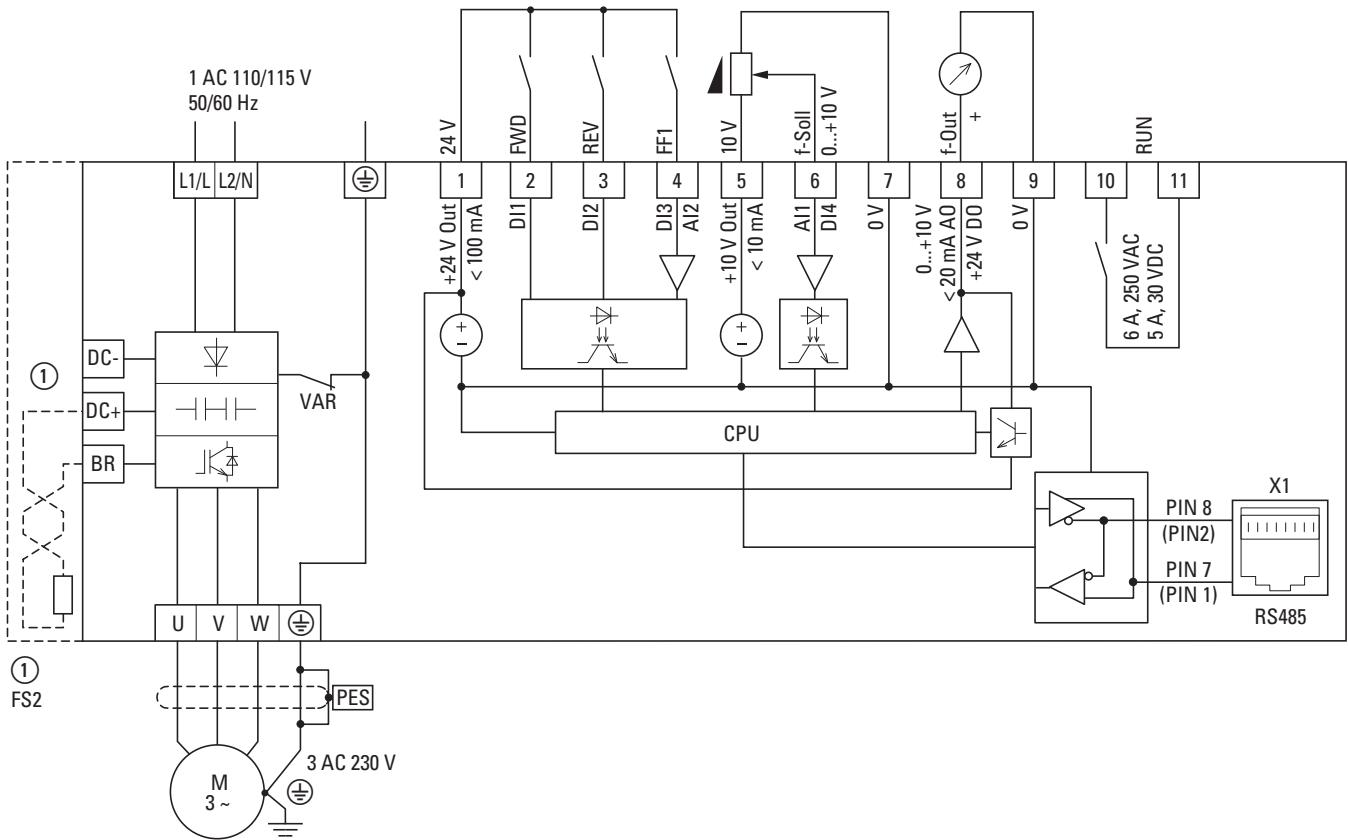 1 AC 110/115 V
50/60 Hz
24 V
FWD
REV
FF1
10 V
f-Soll
0...+10 V
f-Out
+
RUN
L1/L
L2/N
1
2
3
4
5
6
7
8
9
10
11
+24 V Out
< 100 mA
DI1
DI2
DI3
AI2
+10 V Out
< 10 mA
AI1
DI4
0 V
0...+10 V
< 20 mA AO
+24 V DO
0 V
6 A, 250 VAC
5 A, 30 VDC
+
-
+
-
DC-
1
DC+
BR
VAR
CPU
X1
PIN 8
(PIN2)
PIN 7
(PIN 1)
RS485
U
V
W
1
FS2
PES
3 AC 230 V
M
3 ~